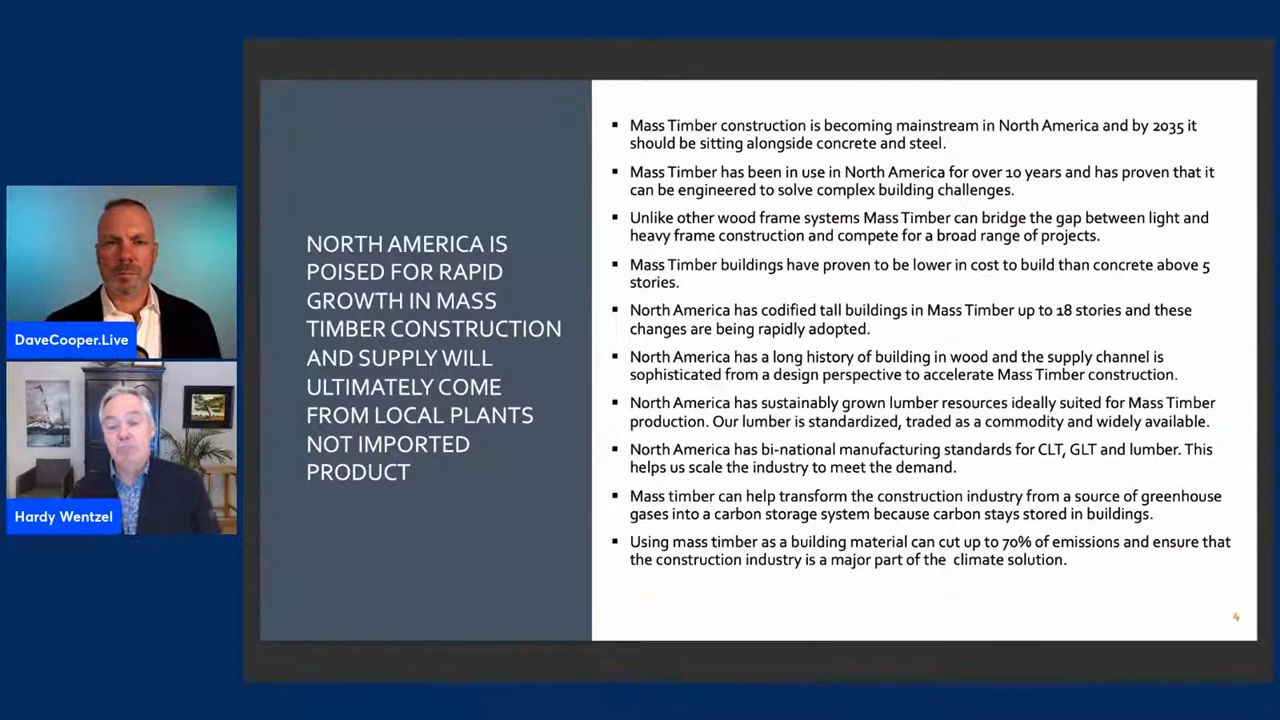 DaveCooper.Live
Hardy Wentzel
NORTH AMERICA IS
POISED FOR RAPID
GROWTH IN MASS
TIMBER CONSTRUCTION
AND SUPPLY WILL
ULTIMATELY COME
FROM LOCAL PLANTS
NOT IMPORTED
PRODUCT
▪ Mass Timber construction is becoming mainstream in North America and by 2035 it
should be sitting alongside concrete and steel.
▪ Mass Timber has been in use in North America for over 10 years and has proven that it
can be engineered to solve complex building challenges.
▪ Unlike other wood frame systems Mass Timber can bridge the gap between light and
heavy frame construction and compete for a broad range of projects.
▪ Mass Timber buildings have proven to be lower in cost to build than concrete above 5
stories.
▪ North America has codified tall buildings in Mass Timber up to 18 stories and these
changes are being rapidly adopted.
▪ North America has a long history of building in wood and the supply channel is
sophisticated from a design perspective to accelerate Mass Timber construction.
▪ North America has sustainably grown lumber resources ideally suited for Mass Timber
production. Our lumber is standardized, traded as a commodity and widely available.
▪ North America has bi-national manufacturing standards for CLT, GLT and lumber. This
helps us scale the industry to meet the demand.
▪ Mass timber can help transform the construction industry from a source of greenhouse
gases into a carbon storage system because carbon stays stored in buildings.
▪ Using mass timber as a building material can cut up to 70% of emissions and ensure that
the construction industry is a major part of the climate solution.
4